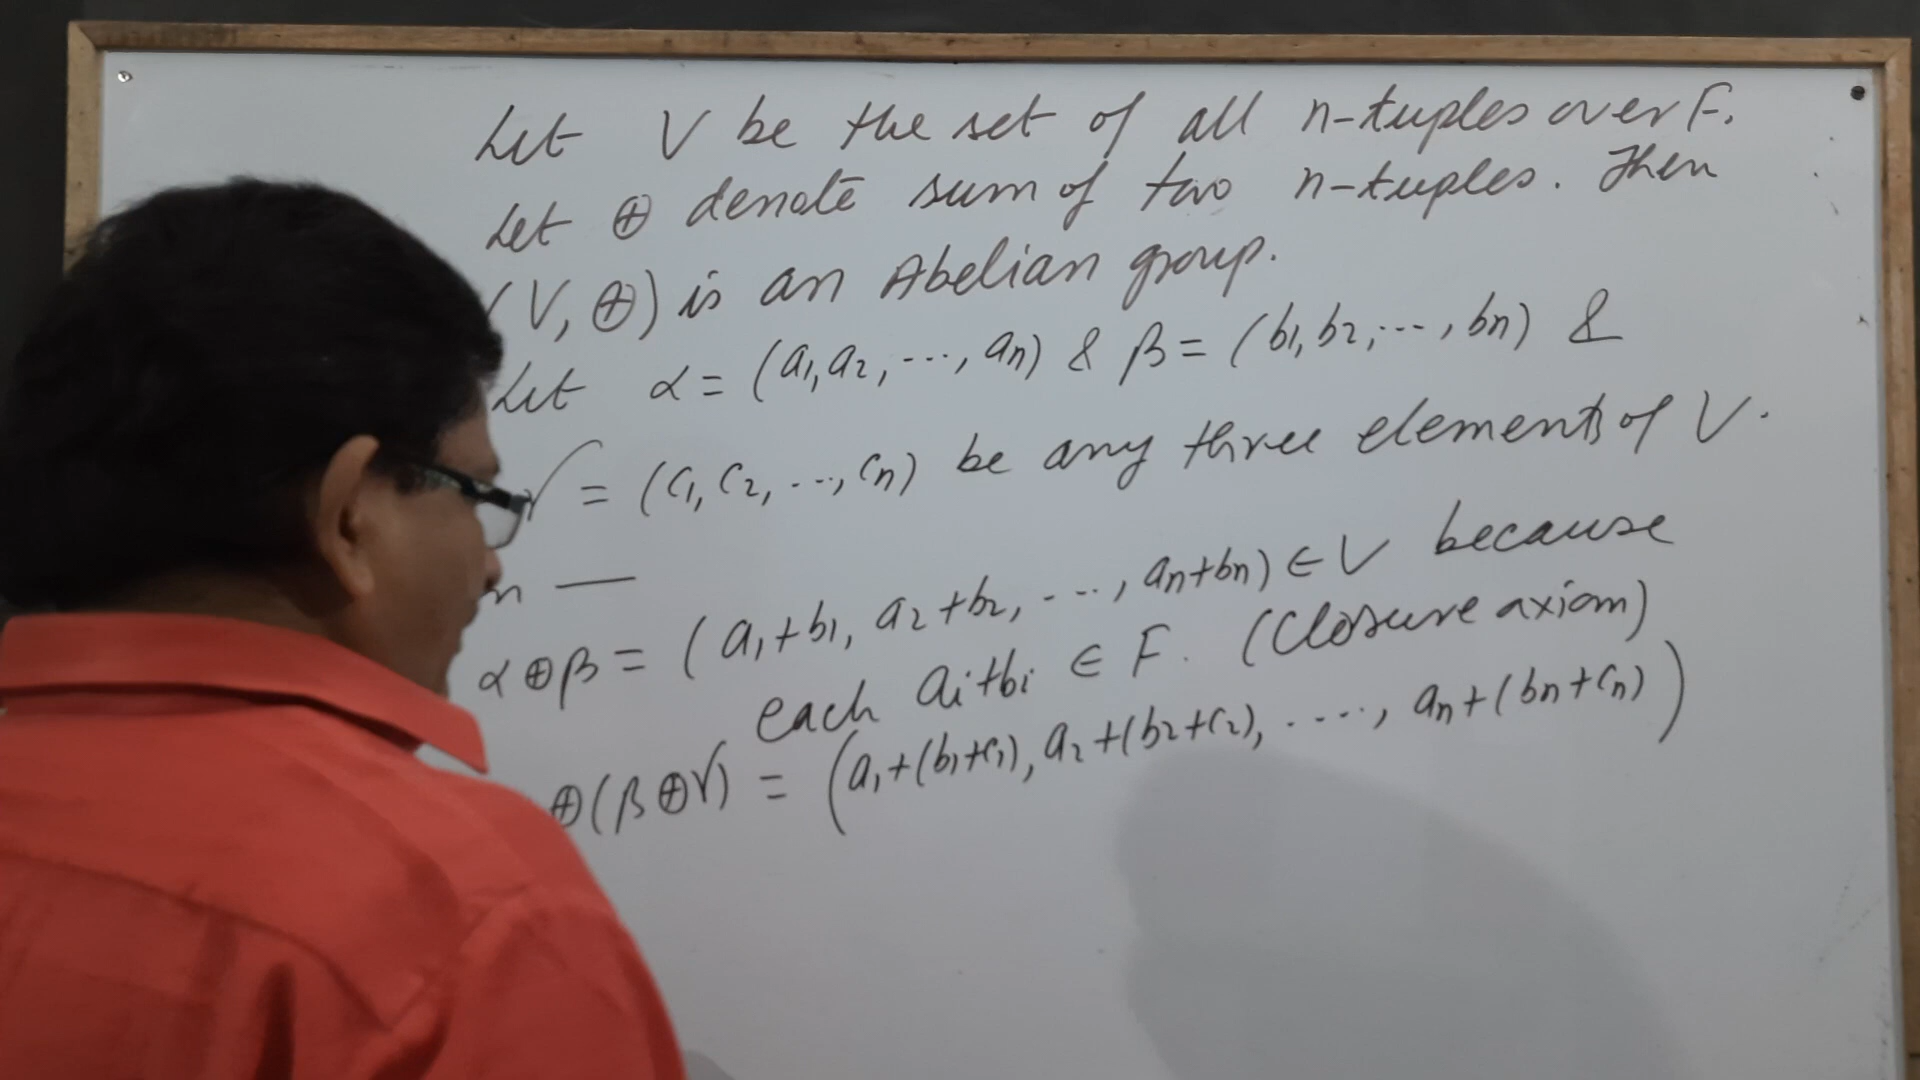 Let V be the set of all n-tuples over F.
Let ⊕ denote sum of two n-tuples. Then
(V, ⊕) is an Abelian group.
Let α = (a1, a2, ..., an) & β = (b1, b2, ..., bn) &
γ = (c1, c2, ..., cn) be any three elements of V.
n —
α ⊕ β = (a1+b1, a2+b2, ..., an+bn) ∈ V because
each ai+bi ∈ F. (Closure axiom)
⊕(β⊕γ) = (a1+(b1+c1), a2+(b2+c2), ....., an+(bn+cn))